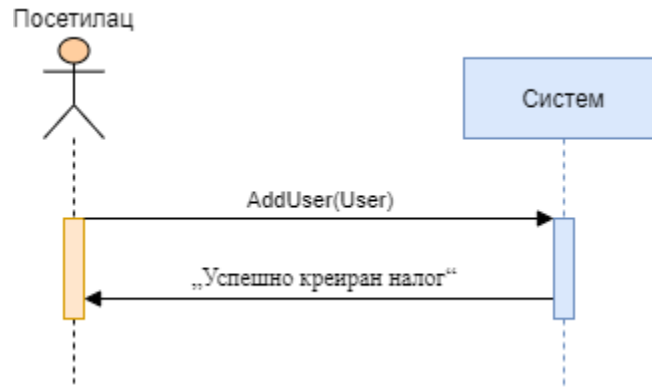 Посетилац
Систем
AddUser(User)
„Успешно креиран налог“